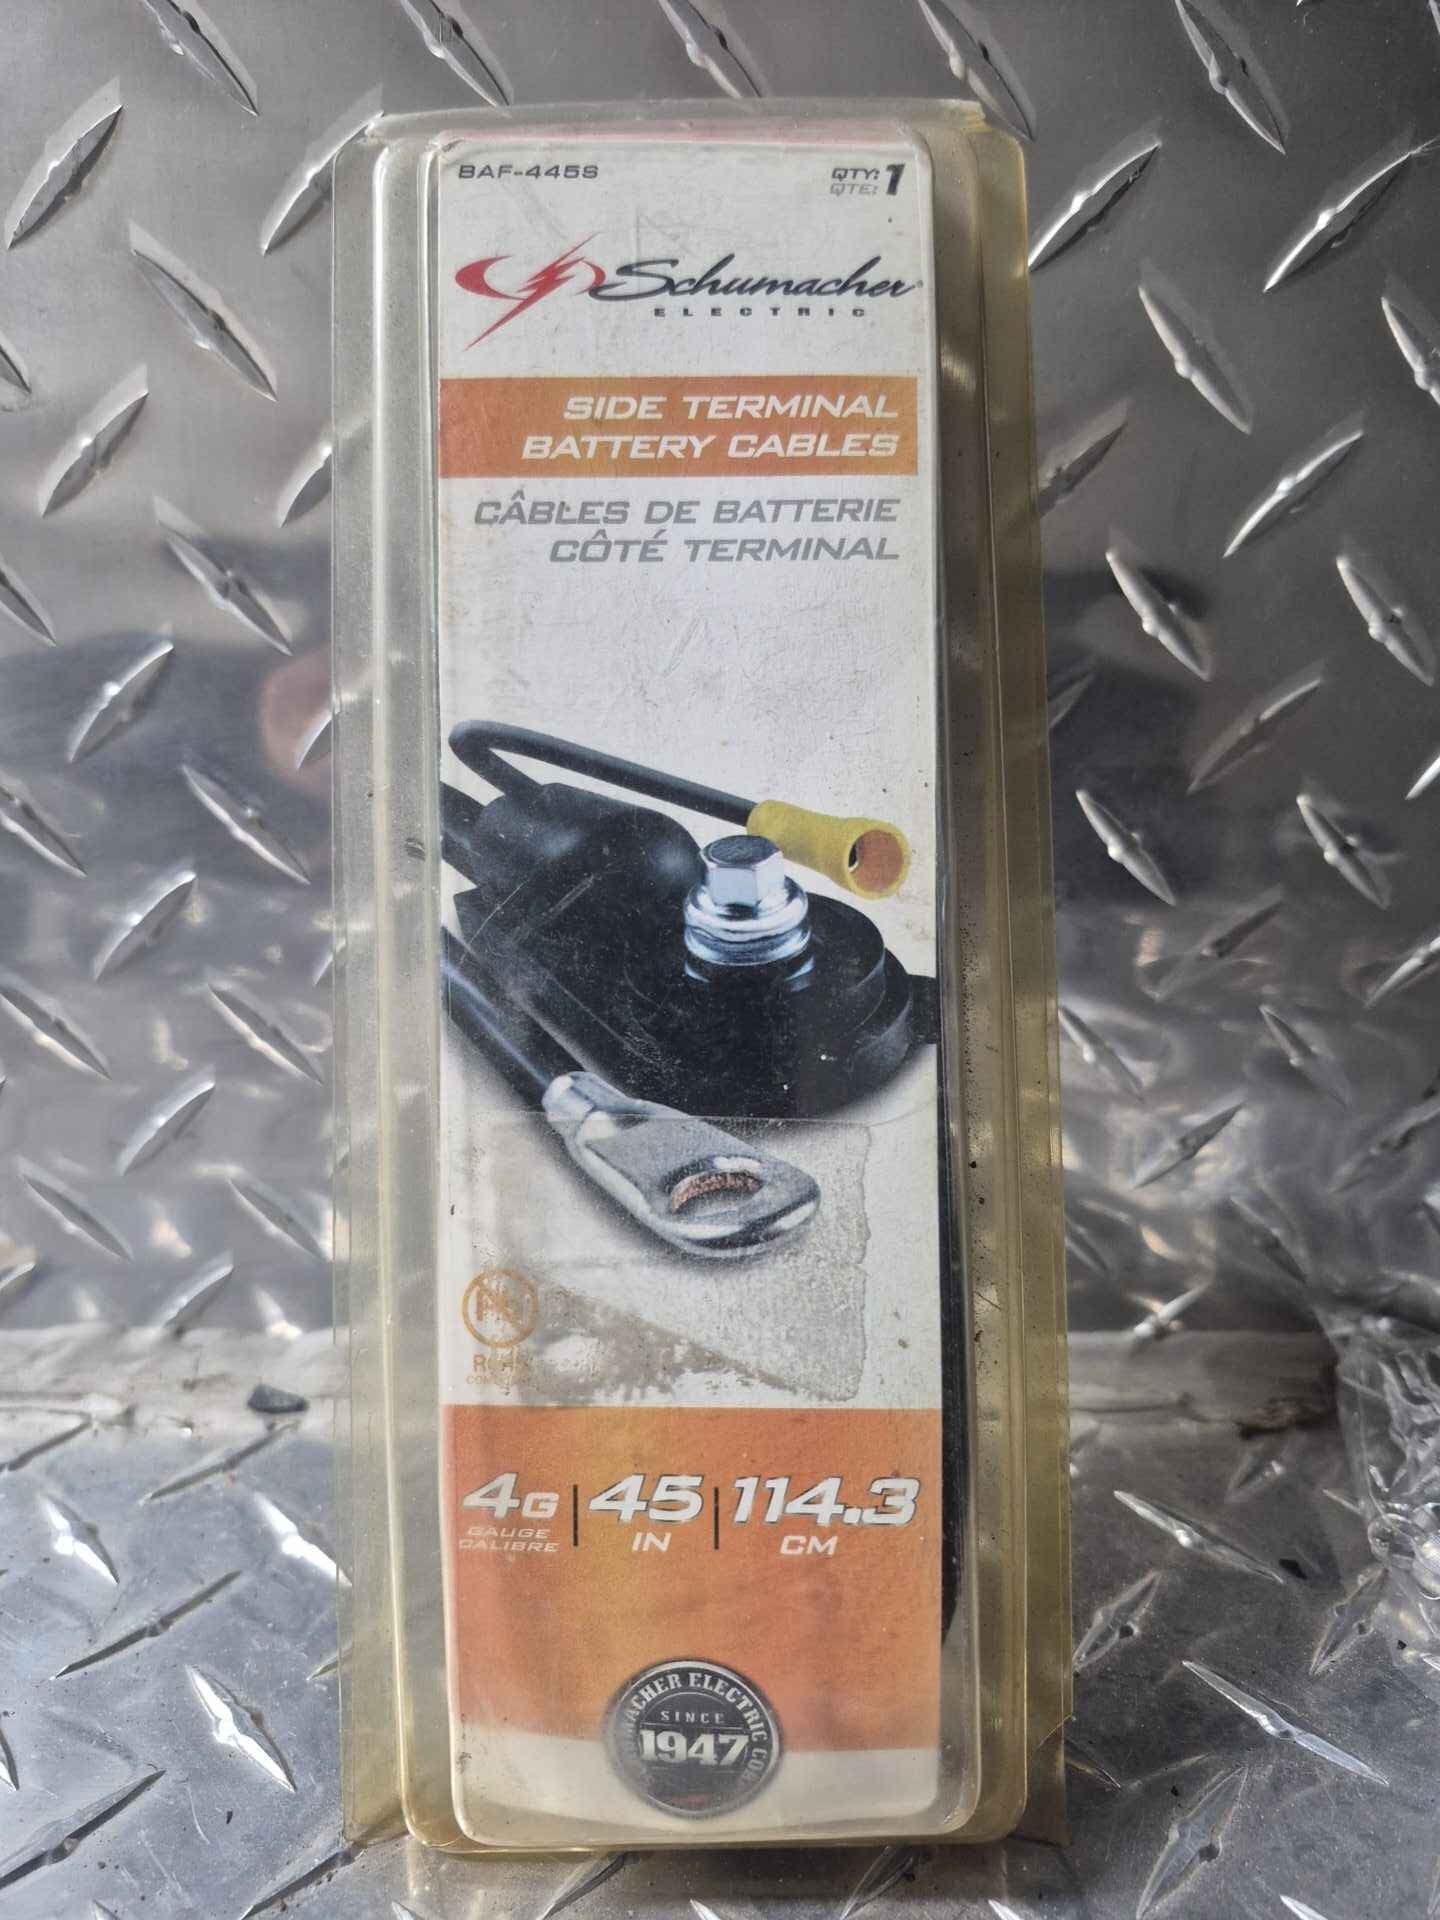 BAF-445S
QTY: 1
QTE:
Schumacher
ELECTRIC
SIDE TERMINAL
BATTERY CABLES
CÂBLES DE BATTERIE
CÔTÉ TERMINAL
4G
GAUGE
CALIBRE
45
IN
114.3
CM
ELECTRIC
SINCE
1947